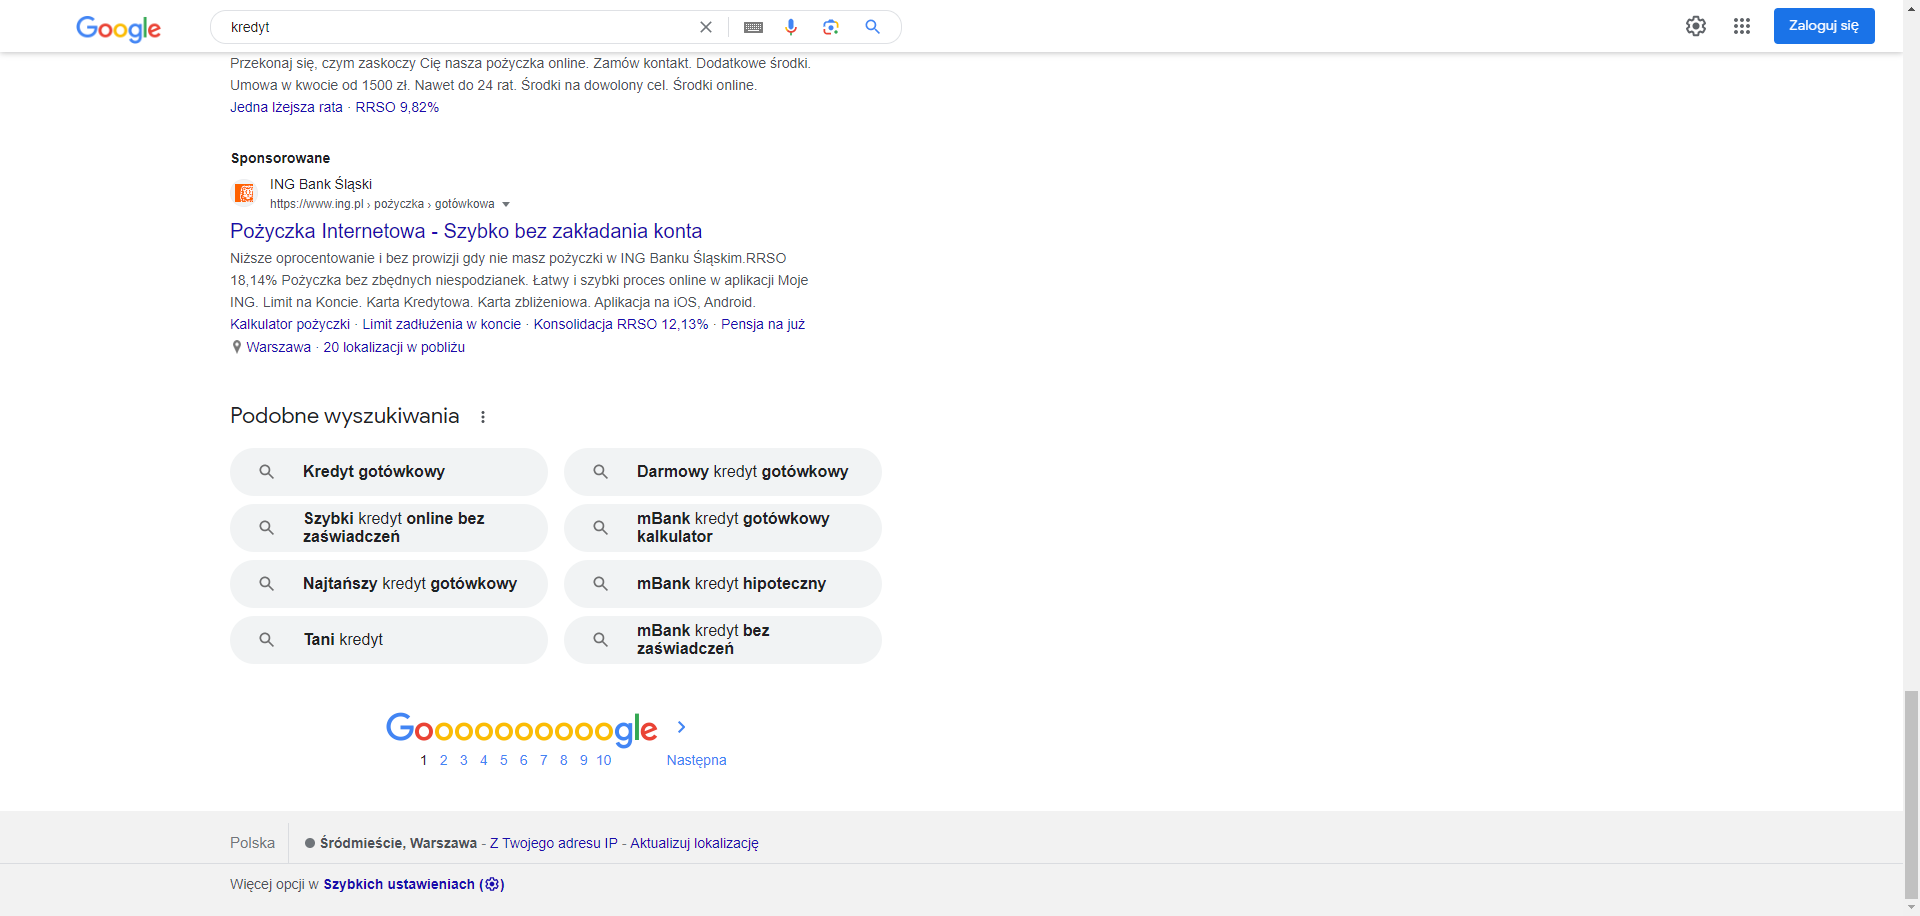 Google
kredyt
Zaloguj się
Przekonaj się, czym zaskoczy Cię nasza pożyczka online. Zamów kontakt. Dodatkowe środki.
Umowa w kwocie od 1500 zł. Nawet do 24 rat. Środki na dowolony cel. Środki online.
Jedna lżejsza rata · RRSO 9,82%
Sponsorowane
ING Bank Śląski
https://www.ing.pl › pożyczka › gotówkowa
Pożyczka Internetowa - Szybko bez zakładania konta
Niższe oprocentowanie i bez prowizji gdy nie masz pożyczki w ING Banku Śląskim.RRSO
18,14% Pożyczka bez zbędnych niespodzianek. Łatwy i szybki proces online w aplikacji Moje
ING. Limit na Koncie. Karta Kredytowa. Karta zbliżeniowa. Aplikacja na iOS, Android.
Kalkulator pożyczki · Limit zadłużenia w koncie · Konsolidacja RRSO 12,13% · Pensja na już
Warszawa · 20 lokalizacji w pobliżu
Podobne wyszukiwania
Kredyt gotówkowy
Darmowy kredyt gotówkowy
Szybki kredyt online bez
zaświadczeń
mBank kredyt gotówkowy
kalkulator
Najtańszy kredyt gotówkowy
mBank kredyt hipoteczny
Tani kredyt
mBank kredyt bez
zaświadczeń
Goooooooooogle
1 2 3 4 5 6 7 8 9 10 Następna
Polska
Śródmieście, Warszawa - Z Twojego adresu IP - Aktualizuj lokalizację
Więcej opcji w Szybkich ustawieniach ( )